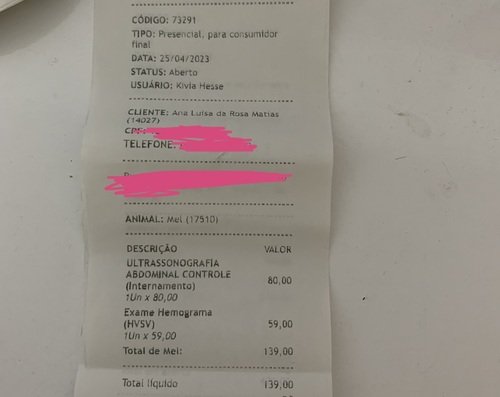 CÓDIGO: 73291
TIPO: Presencial, para consumidor
final
DATA: 25/04/2023
STATUS: Aberto
USUÁRIO: Kivia Hesse
CLIENTE: Ana Luisa da Rosa Matias
(14027)
CPF:
TELEFONE:
ANIMAL: Mel (17510)
DESCRIÇÃO VALOR
ULTRASSONOGRAFIA
ABDOMINAL CONTROLE
(Internamento) 80,00
1Un x 80,00
Exame Hemograma
(HVSV) 59,00
1Un x 59,00
Total de Mel: 139,00
Total líquido 139,00